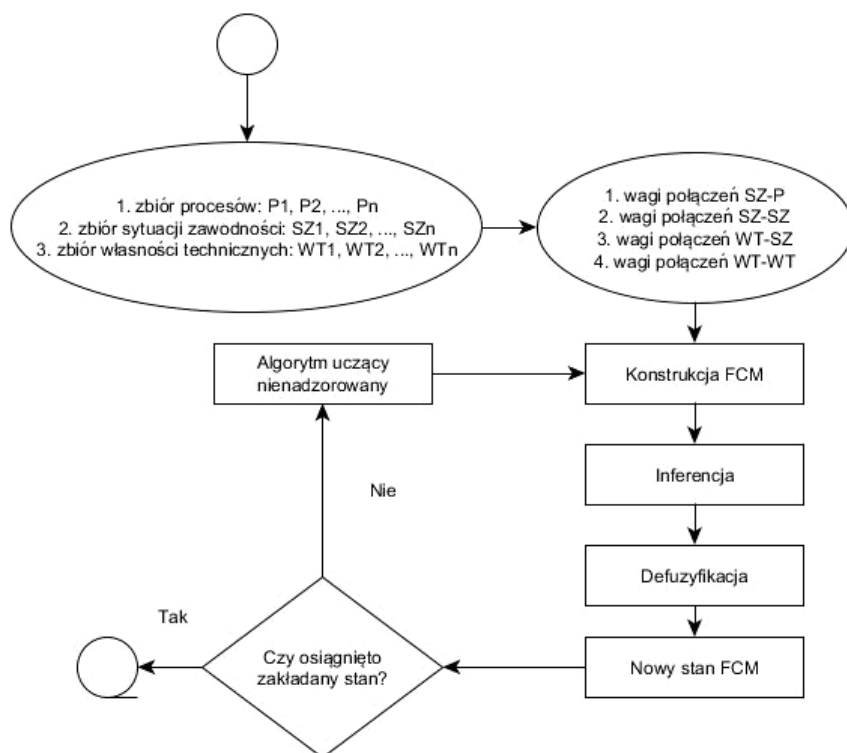 1. zbiór procesów: P1, P2, ..., Pn
2. zbiór sytuacji zawodności: SZ1, SZ2, ..., SZn
3. zbiór własności technicznych: WT1, WT2, ..., WTn
1. wagi połączeń SZ-P
2. wagi połączeń SZ-SZ
3. wagi połączeń WT-SZ
4. wagi połączeń WT-WT
Algorytm uczący
nienadzorowany
Konstrukcja FCM
Inferencja
Nie
Defuzyfikacja
Tak
Czy osiągnięto
zakładany stan?
Nowy stan FCM